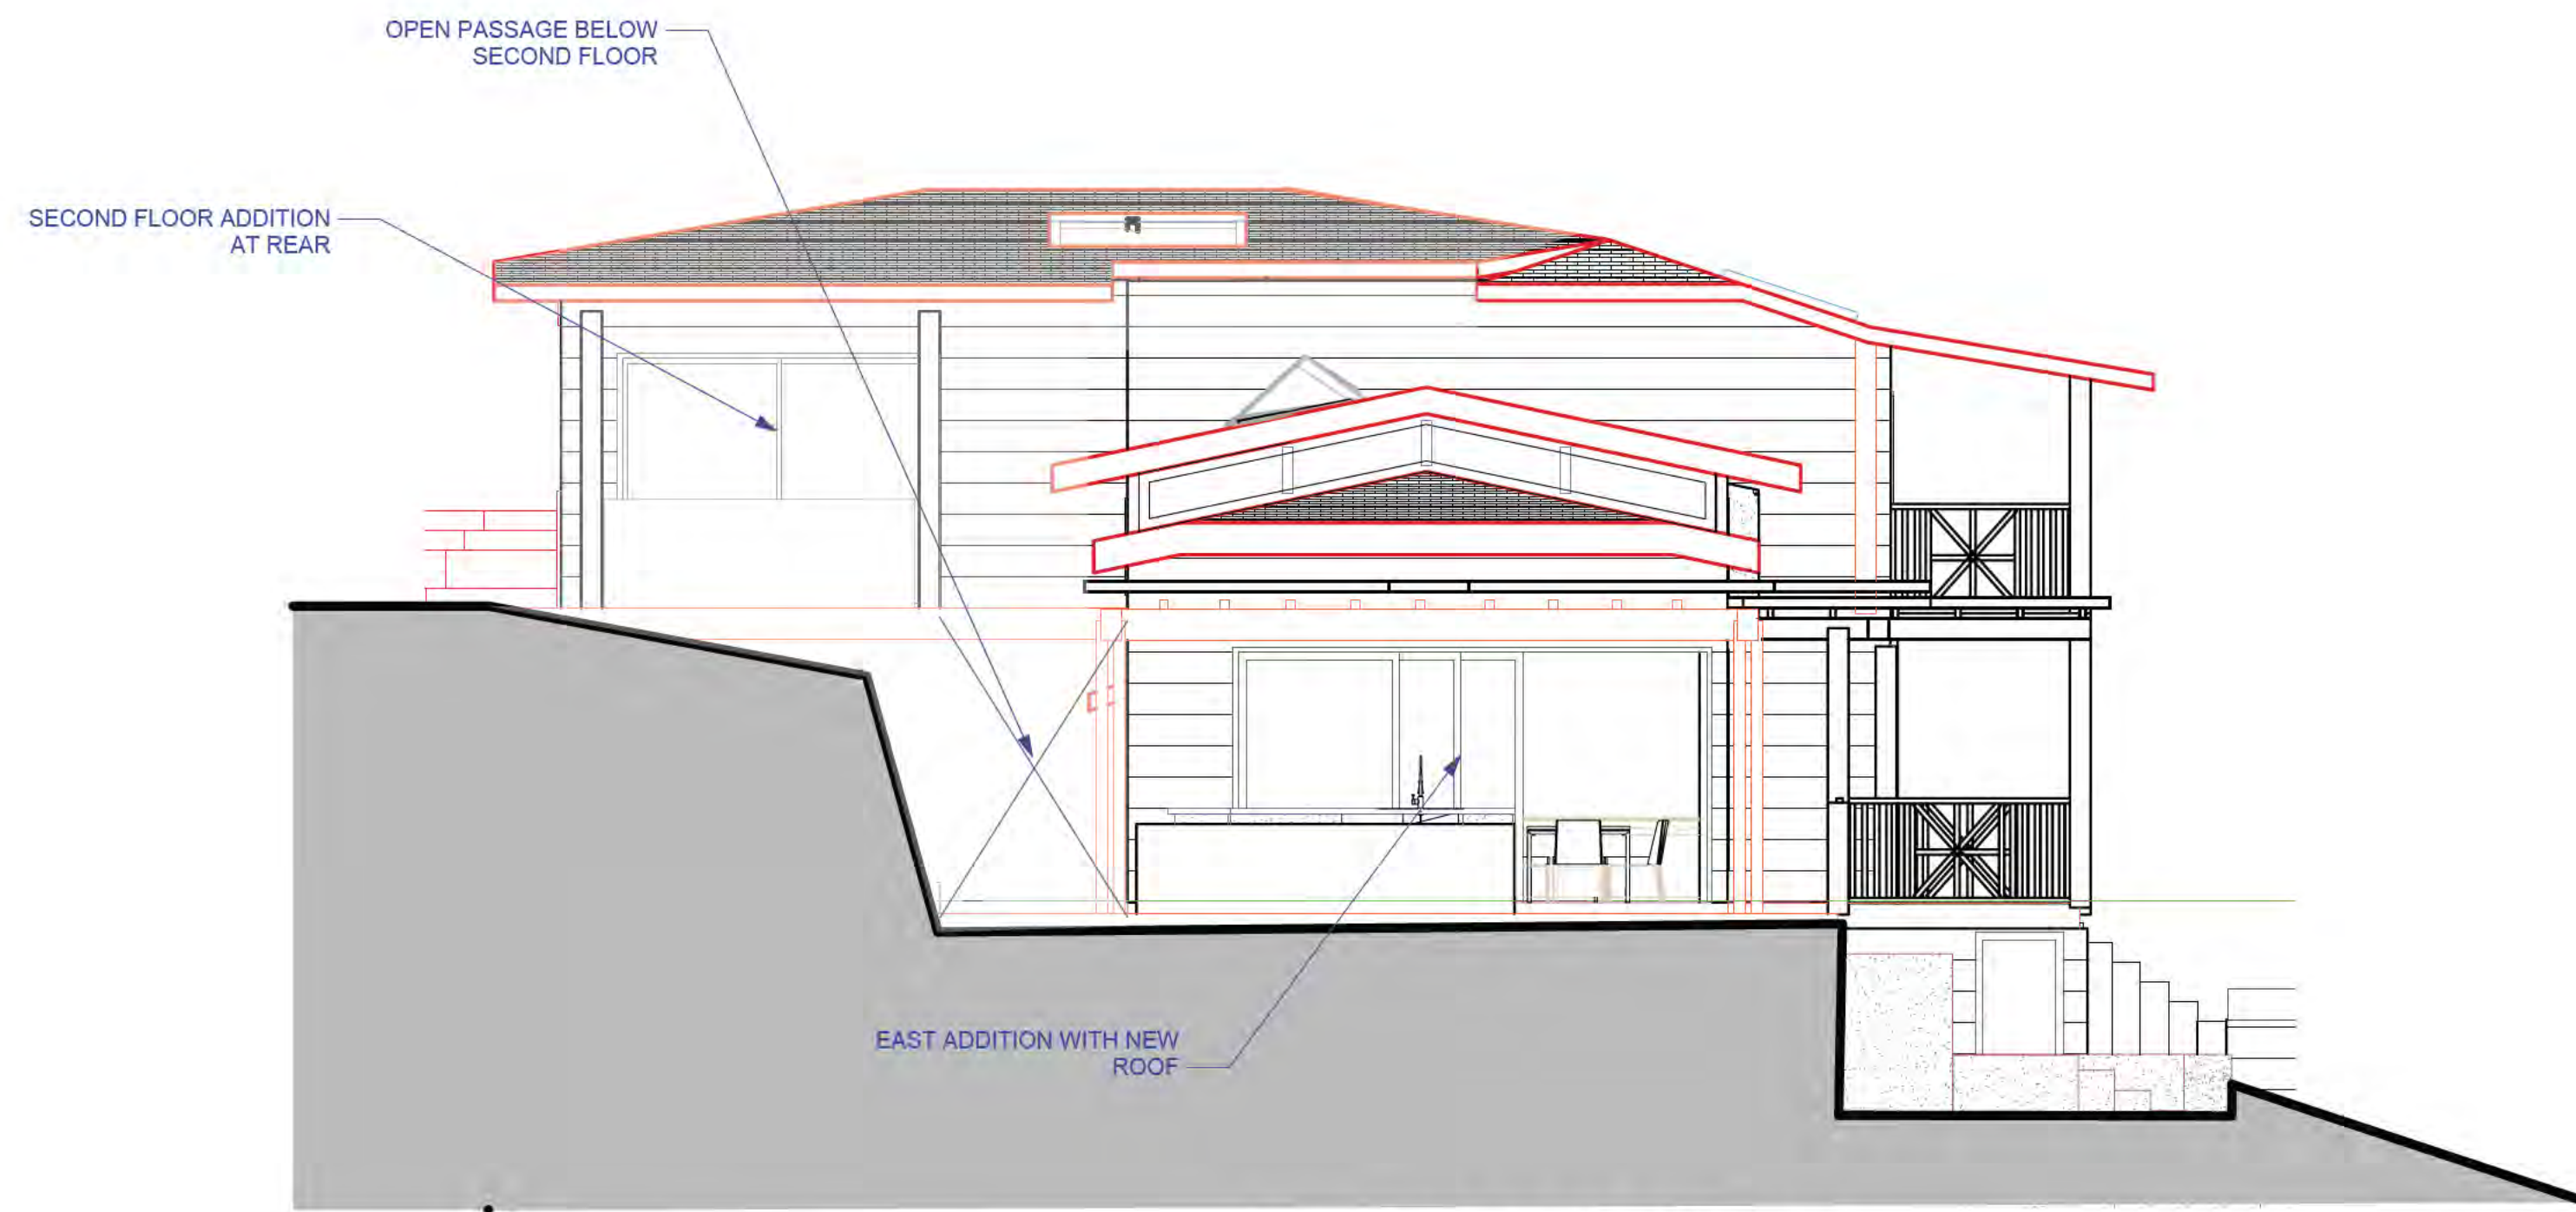 OPEN PASSAGE BELOW
SECOND FLOOR
SECOND FLOOR ADDITION
AT REAR
EAST ADDITION WITH NEW
ROOF